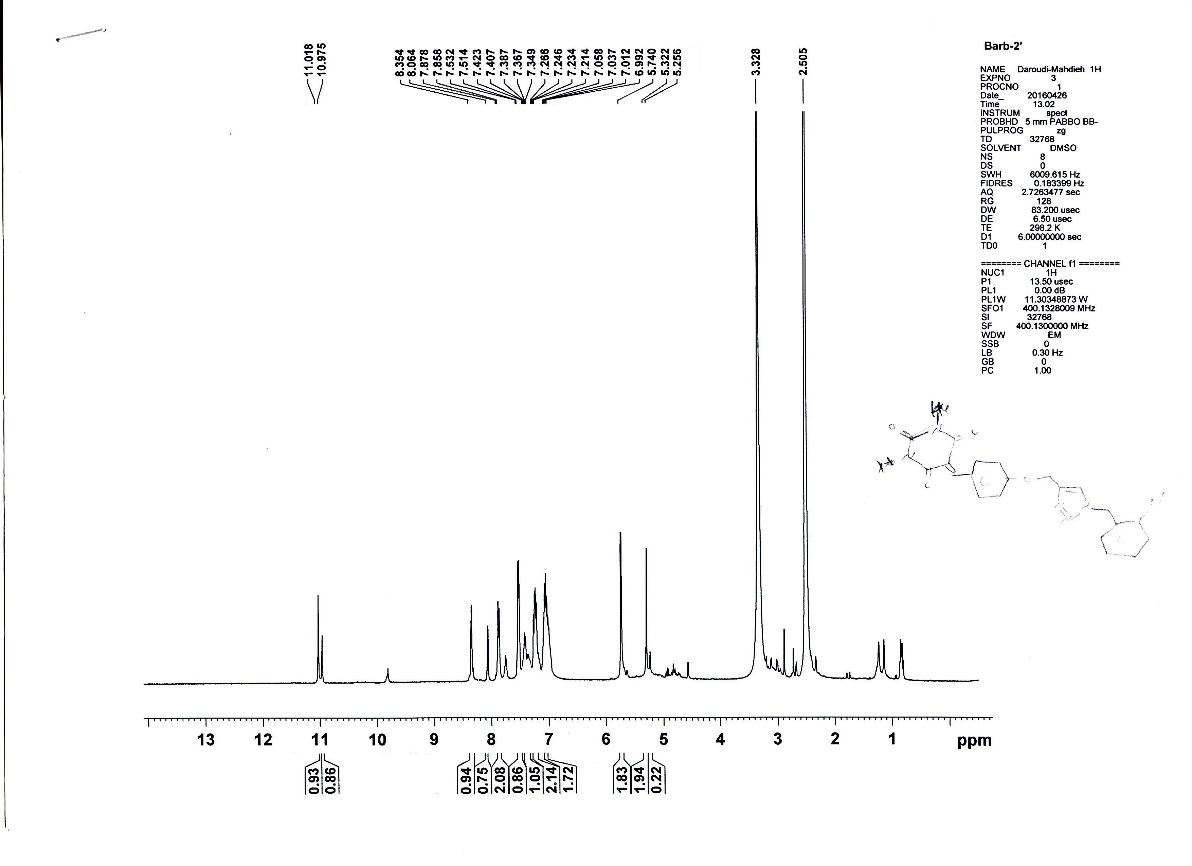 11.018
10.975
8.354
8.064
7.878
7.858
7.532
7.514
7.423
7.407
7.387
7.367
7.349
7.266
7.246
7.234
7.214
7.058
7.037
7.012
6.992
5.740
5.322
5.256
3.328
2.505
Barb-2'
NAME Daroudi-Mahdieh 1H
EXPNO 3
PROCNO 1
Date_ 20160426
Time 13.02
INSTRUM spect
PROBHD 5 mm PABBO BB-
PULPROG zg
TD 32768
SOLVENT DMSO
NS 8
DS 0
SWH 6009.615 Hz
FIDRES 0.183399 Hz
AQ 2.7263477 sec
RG 128
DW 83.200 usec
DE 6.50 usec
TE 298.2 K
D1 6.00000000 sec
TD0 1
======== CHANNEL f1 ========
NUC1 1H
P1 13.50 usec
PL1 0.00 dB
PL1W 11.30348873 W
SFO1 400.1328009 MHz
SI 32768
SF 400.1300000 MHz
WDW EM
SSB 0
LB 0.30 Hz
GB 0
PC 1.00
13 12 11 10 9 8 7 6 5 4 3 2 1 ppm
0.93
0.86
0.94
0.75
2.08
0.86
1.05
2.14
1.72
1.83
1.94
0.22